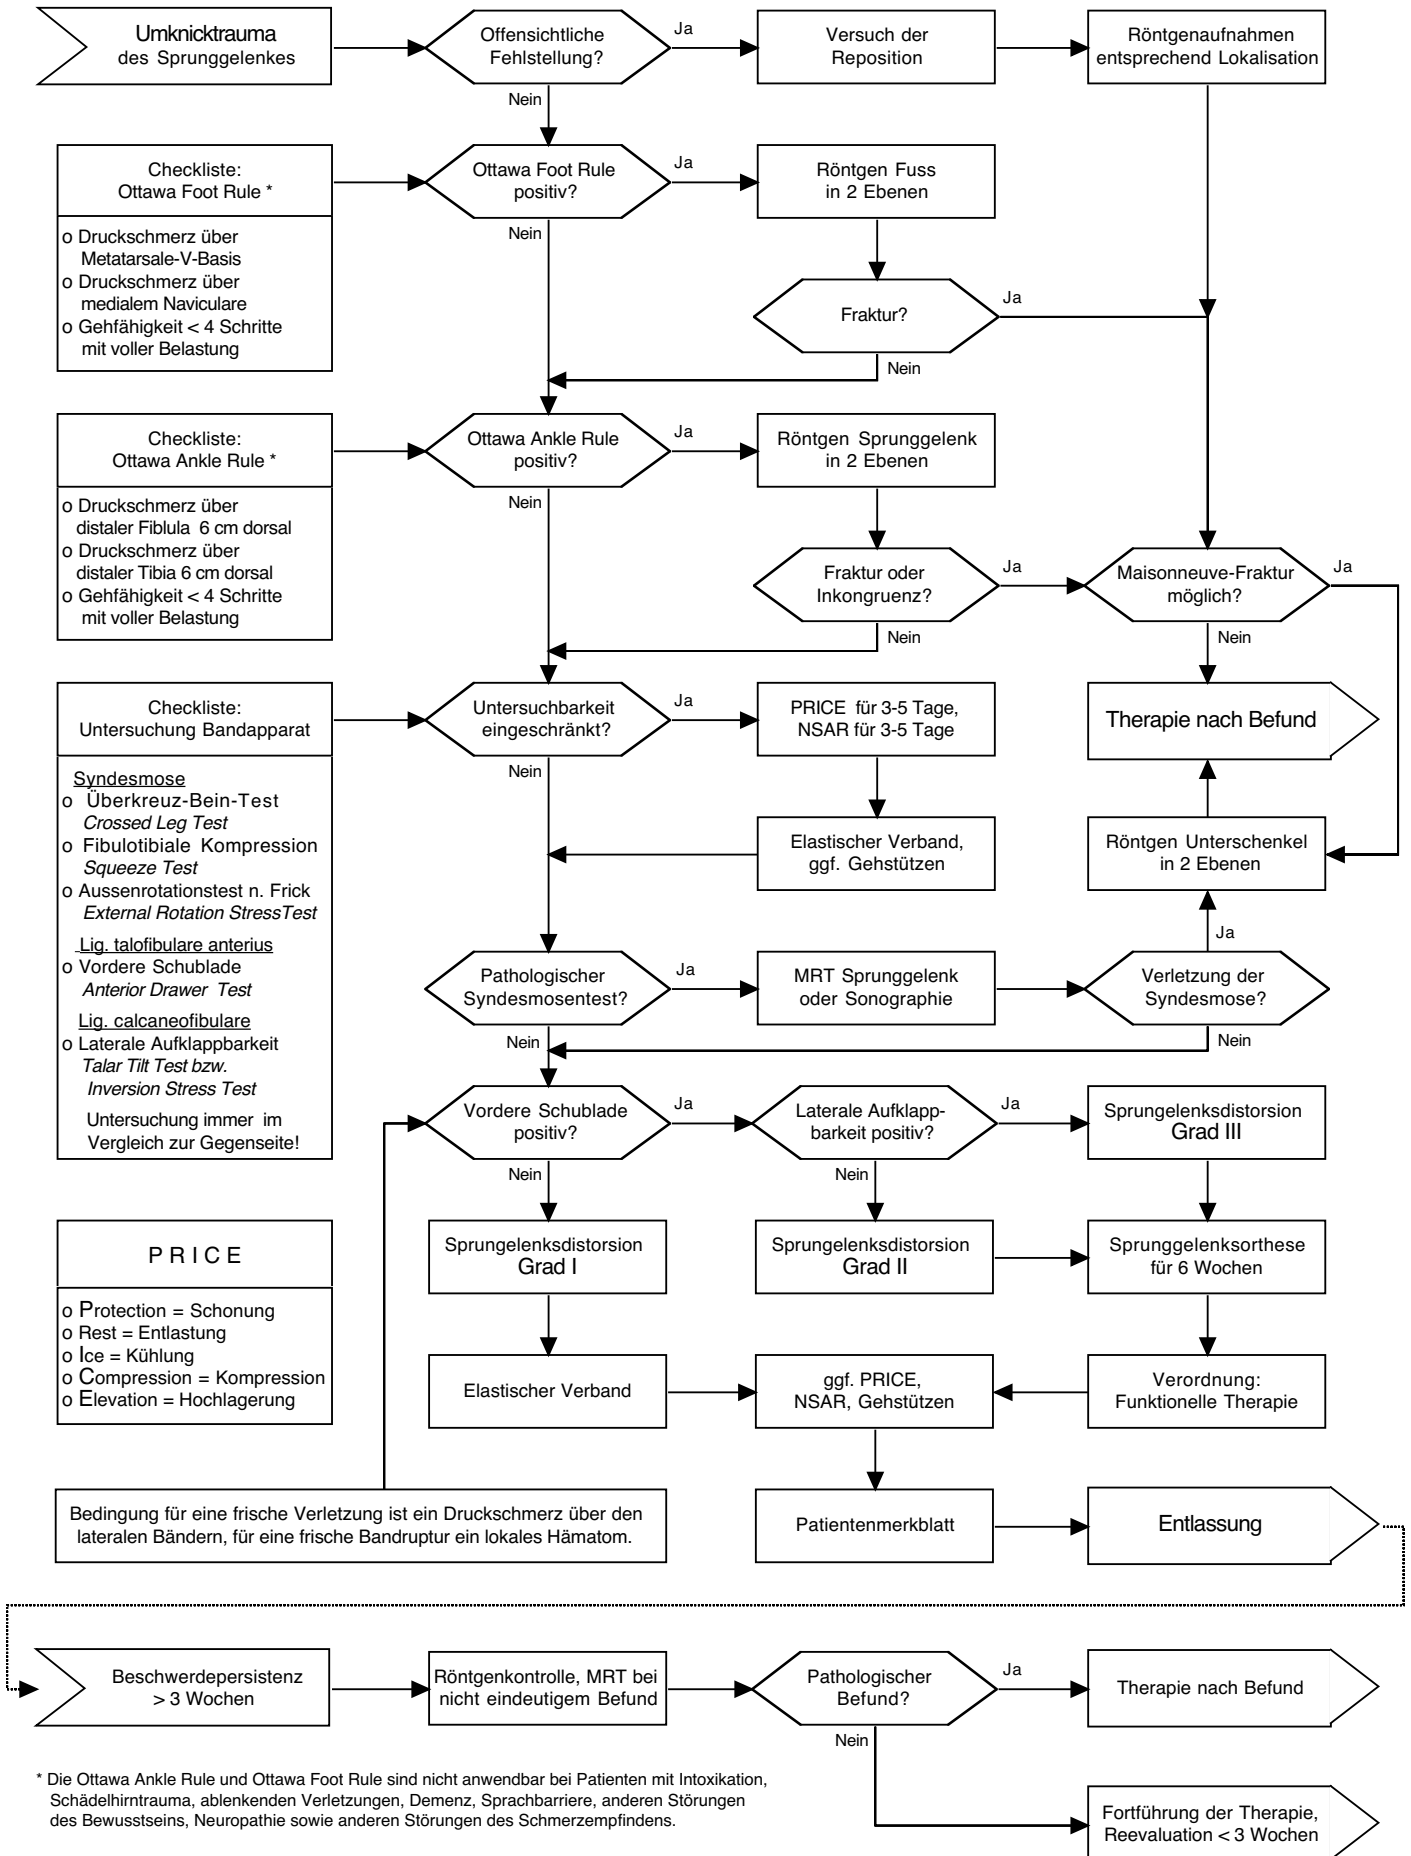 Umknicktrauma
des Sprunggelenkes
Offensichtliche
Fehlstellung?
Ja
Versuch der
Reposition
Röntgenaufnahmen
entsprechend Lokalisation
Nein
Checkliste:
Ottawa Foot Rule *
Ottawa Foot Rule
positiv?
Ja
Röntgen Fuss
in 2 Ebenen
Nein
o Druckschmerz über
Metatarsale-V-Basis
o Druckschmerz über
medialem Naviculare
o Gehfähigkeit < 4 Schritte
mit voller Belastung
Fraktur?
Ja
Nein
Checkliste:
Ottawa Ankle Rule *
Ottawa Ankle Rule
positiv?
Ja
Röntgen Sprunggelenk
in 2 Ebenen
Nein
o Druckschmerz über
distaler Fiblula 6 cm dorsal
o Druckschmerz über
distaler Tibia 6 cm dorsal
o Gehfähigkeit < 4 Schritte
mit voller Belastung
Fraktur oder
Inkongruenz?
Ja
Maisonneuve-Fraktur
möglich?
Ja
Nein
Nein
Checkliste:
Untersuchung Bandapparat
Untersuchbarkeit
eingeschränkt?
Ja
PRICE für 3-5 Tage,
NSAR für 3-5 Tage
Therapie nach Befund
Nein
Syndesmose
o Überkreuz-Bein-Test
Crossed Leg Test
o Fibulotibiale Kompression
Squeeze Test
o Aussenrotationstest n. Frick
External Rotation StressTest
Lig. talofibulare anterius
o Vordere Schublade
Anterior Drawer Test
Lig. calcaneofibulare
o Laterale Aufklappbarkeit
Talar Tilt Test bzw.
Inversion Stress Test
Untersuchung immer im
Vergleich zur Gegenseite!
Elastischer Verband,
ggf. Gehstützen
Röntgen Unterschenkel
in 2 Ebenen
Ja
Pathologischer
Syndesmosentest?
Ja
MRT Sprunggelenk
oder Sonographie
Verletzung der
Syndesmose?
Nein
Nein
Vordere Schublade
positiv?
Ja
Laterale Aufklapp-
barkeit positiv?
Ja
Sprungelenksdistorsion
Grad III
Nein
Nein
P R I C E
o Protection = Schonung
o Rest = Entlastung
o Ice = Kühlung
o Compression = Kompression
o Elevation = Hochlagerung
Sprungelenksdistorsion
Grad I
Sprungelenksdistorsion
Grad II
Sprunggelenksorthese
für 6 Wochen
Elastischer Verband
ggf. PRICE,
NSAR, Gehstützen
Verordnung:
Funktionelle Therapie
Bedingung für eine frische Verletzung ist ein Druckschmerz über den
lateralen Bändern, für eine frische Bandruptur ein lokales Hämatom.
Patientenmerkblatt
Entlassung
Beschwerdepersistenz
> 3 Wochen
Röntgenkontrolle, MRT bei
nicht eindeutigem Befund
Pathologischer
Befund?
Ja
Therapie nach Befund
Nein
* Die Ottawa Ankle Rule und Ottawa Foot Rule sind nicht anwendbar bei Patienten mit Intoxikation,
Schädelhirntrauma, ablenkenden Verletzungen, Demenz, Sprachbarriere, anderen Störungen
des Bewusstseins, Neuropathie sowie anderen Störungen des Schmerzempfindens.
Fortführung der Therapie,
Reevaluation < 3 Wochen